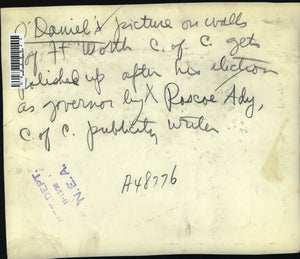 O'Daniel's picture on walls
of Ft Worth C. of C. gets
polished up after his election
as governor by Roscoe Ady,
C of C. publicity writer
A48776
DEPT.
N.E.A.